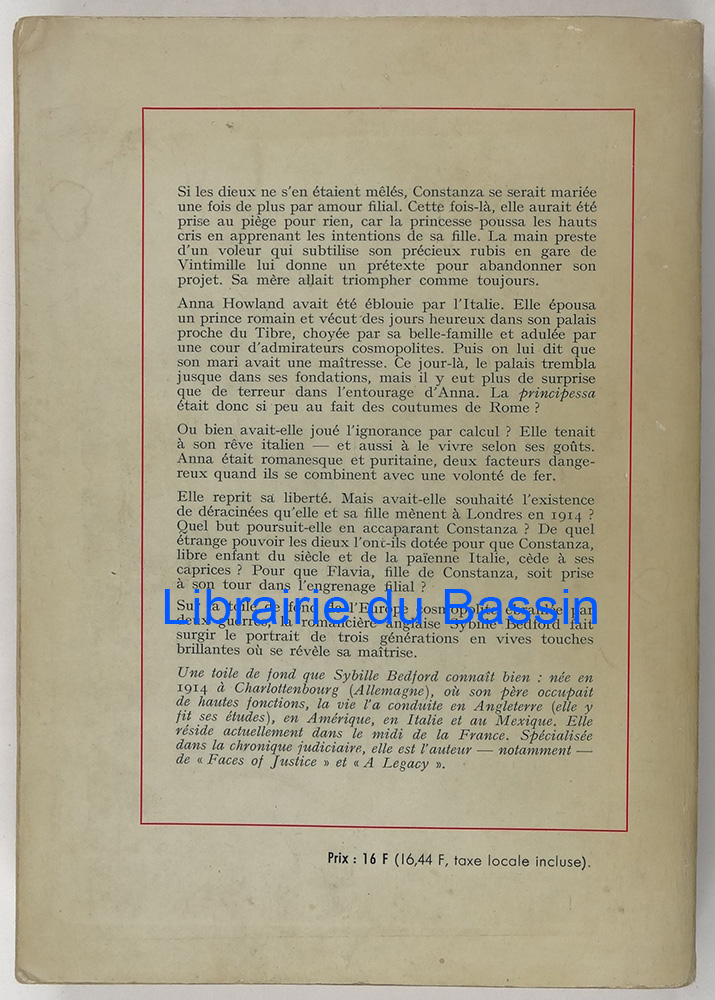 Si les dieux ne s'en étaient mêlés, Constanza se serait mariée
une fois de plus par amour filial. Cette fois-là, elle aurait été
prise au piège pour rien, car la princesse poussa les hauts
cris en apprenant les intentions de sa fille. La main preste
d'un voleur qui subtilise son précieux rubis en gare de
Vintimille lui donne un prétexte pour abandonner son
projet. Sa mère allait triompher comme toujours.
Anna Howland avait été éblouie par l'Italie. Elle épousa
un prince romain et vécut des jours heureux dans son palais
proche du Tibre, choyée par sa belle-famille et adulée par
une cour d'admirateurs cosmopolites. Puis on lui dit que
son mari avait une maîtresse. Ce jour-là, le palais trembla
jusque dans ses fondations, mais il y eut plus de surprise
que de terreur dans l'entourage d'Anna. La principessa
était donc si peu au fait des coutumes de Rome ?
Ou bien avait-elle joué l'ignorance par calcul ? Elle tenait
à son rêve italien — et aussi à le vivre selon ses goûts.
Anna était romanesque et puritaine, deux facteurs dange-
reux quand ils se combinent avec une volonté de fer.
Elle reprit sa liberté. Mais avait-elle souhaité l'existence
de déracinées qu'elle et sa fille mènent à Londres en 1914 ?
Quel but poursuit-elle en accaparant Constanza ? De quel
étrange pouvoir les dieux l'ont-ils dotée pour que Constanza,
libre enfant du siècle et de la païenne Italie, cède à ses
caprices ? Pour que Flavia, fille de Constanza, soit prise
à son tour dans l'engrenage filial ?
Librairie du Bassin
Sur la toile de fond de l'Europe cosmopolite ébranlée par
deux guerres, la romancière anglaise Sybille Bedford fait
surgir le portrait de trois générations en vives touches
brillantes où se révèle sa maîtrise.
Une toile de fond que Sybille Bedford connaît bien : née en
1914 à Charlottenbourg (Allemagne), où son père occupait
de hautes fonctions, la vie l'a conduite en Angleterre (elle y
fit ses études), en Amérique, en Italie et au Mexique. Elle
réside actuellement dans le midi de la France. Spécialisée
dans la chronique judiciaire, elle est l'auteur — notamment —
de « Faces of Justice » et « A Legacy ».
Prix : 16 F (16,44 F, taxe locale incluse).